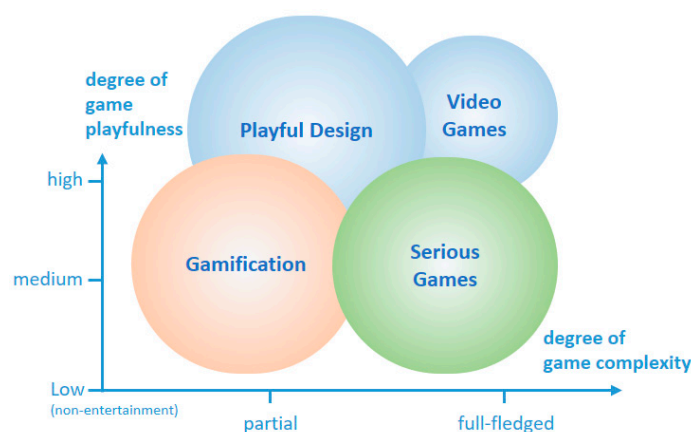 degree of
game
playfulness
Playful Design
Video
Games
high
Gamification
Serious
Games
medium
degree of
game complexity
Low
(non-entertainment)
partial
full-fledged